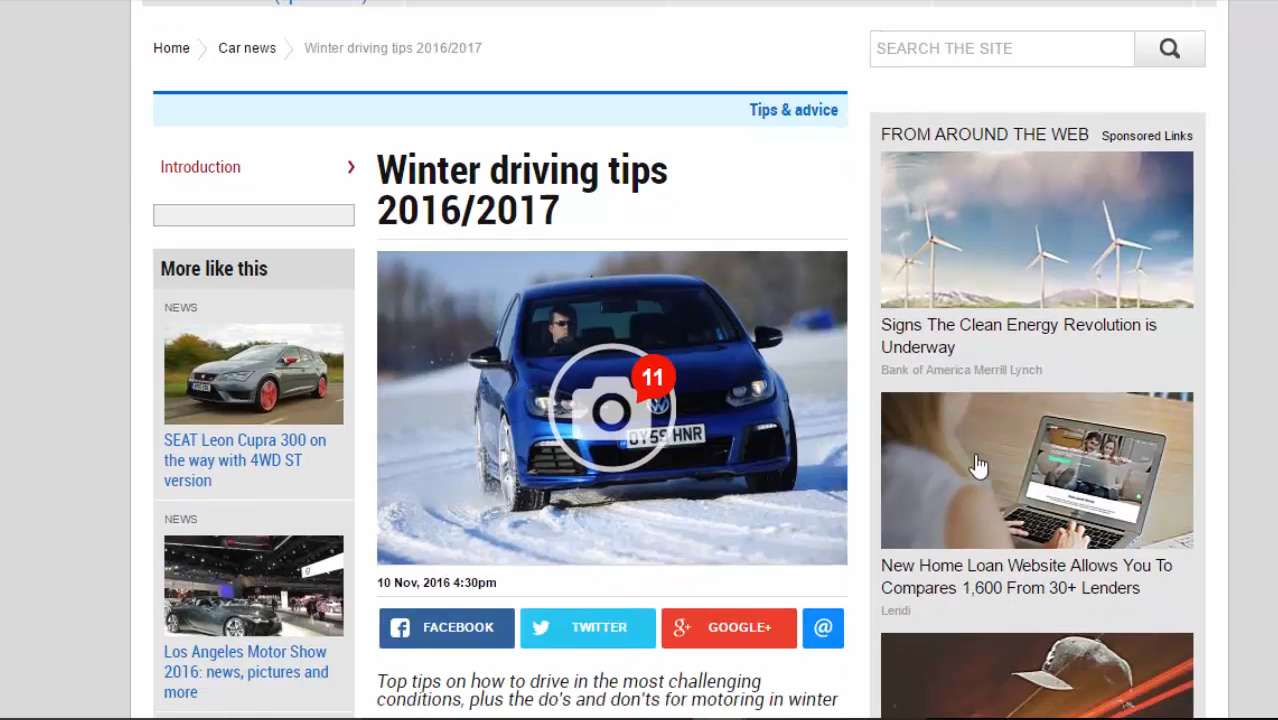 Home
Car news
Winter driving tips 2016/2017
SEARCH THE SITE
Tips & advice
Introduction
Winter driving tips
2016/2017
More like this
NEWS
SEAT Leon Cupra 300 on
the way with 4WD ST
version
NEWS
Los Angeles Motor Show
2016: news, pictures and
more
11
OY59 HNR
10 Nov, 2016 4:30pm
FACEBOOK
TWITTER
GOOGLE+
@
Top tips on how to drive in the most challenging
conditions, plus the do's and don'ts for motoring in winter
FROM AROUND THE WEB
Sponsored Links
Signs The Clean Energy Revolution is
Underway
Bank of America Merrill Lynch
New Home Loan Website Allows You To
Compares 1,600 From 30+ Lenders
Lendi